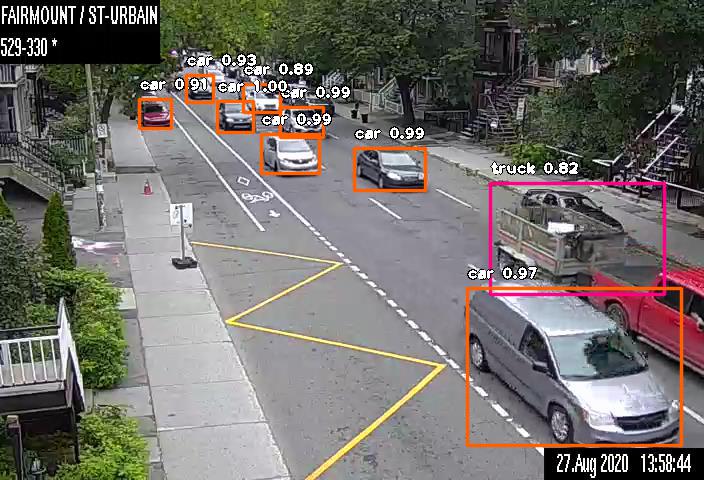 FAIRMOUNT / ST-URBAIN
529-330 *
car 0.93
car 0.89
car 0.91
car 1.00
car 0.99
car 0.99
car 0.99
truck 0.82
car 0.97
27.Aug 2020 13:58:44